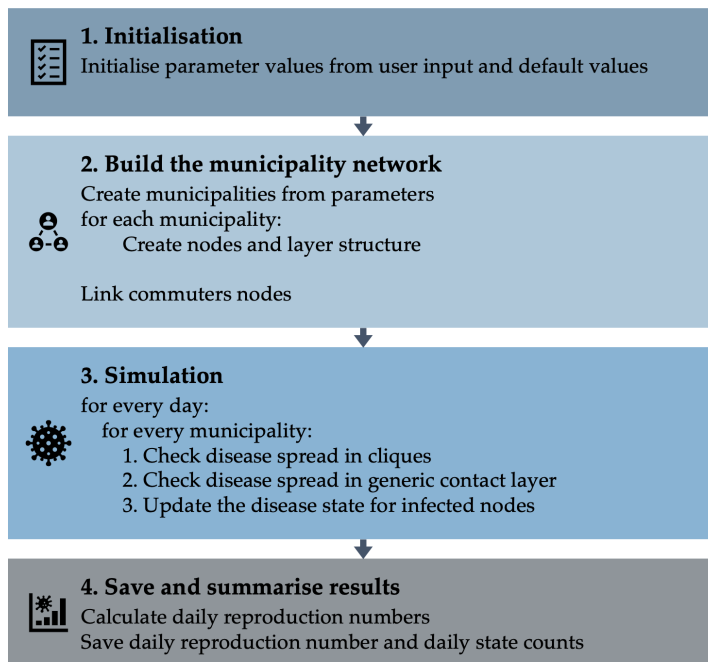 1. Initialisation
Initialise parameter values from user input and default values
2. Build the municipality network
Create municipalities from parameters
for each municipality:
Create nodes and layer structure
Link commuters nodes
3. Simulation
for every day:
for every municipality:
1. Check disease spread in cliques
2. Check disease spread in generic contact layer
3. Update the disease state for infected nodes
4. Save and summarise results
Calculate daily reproduction numbers
Save daily reproduction number and daily state counts